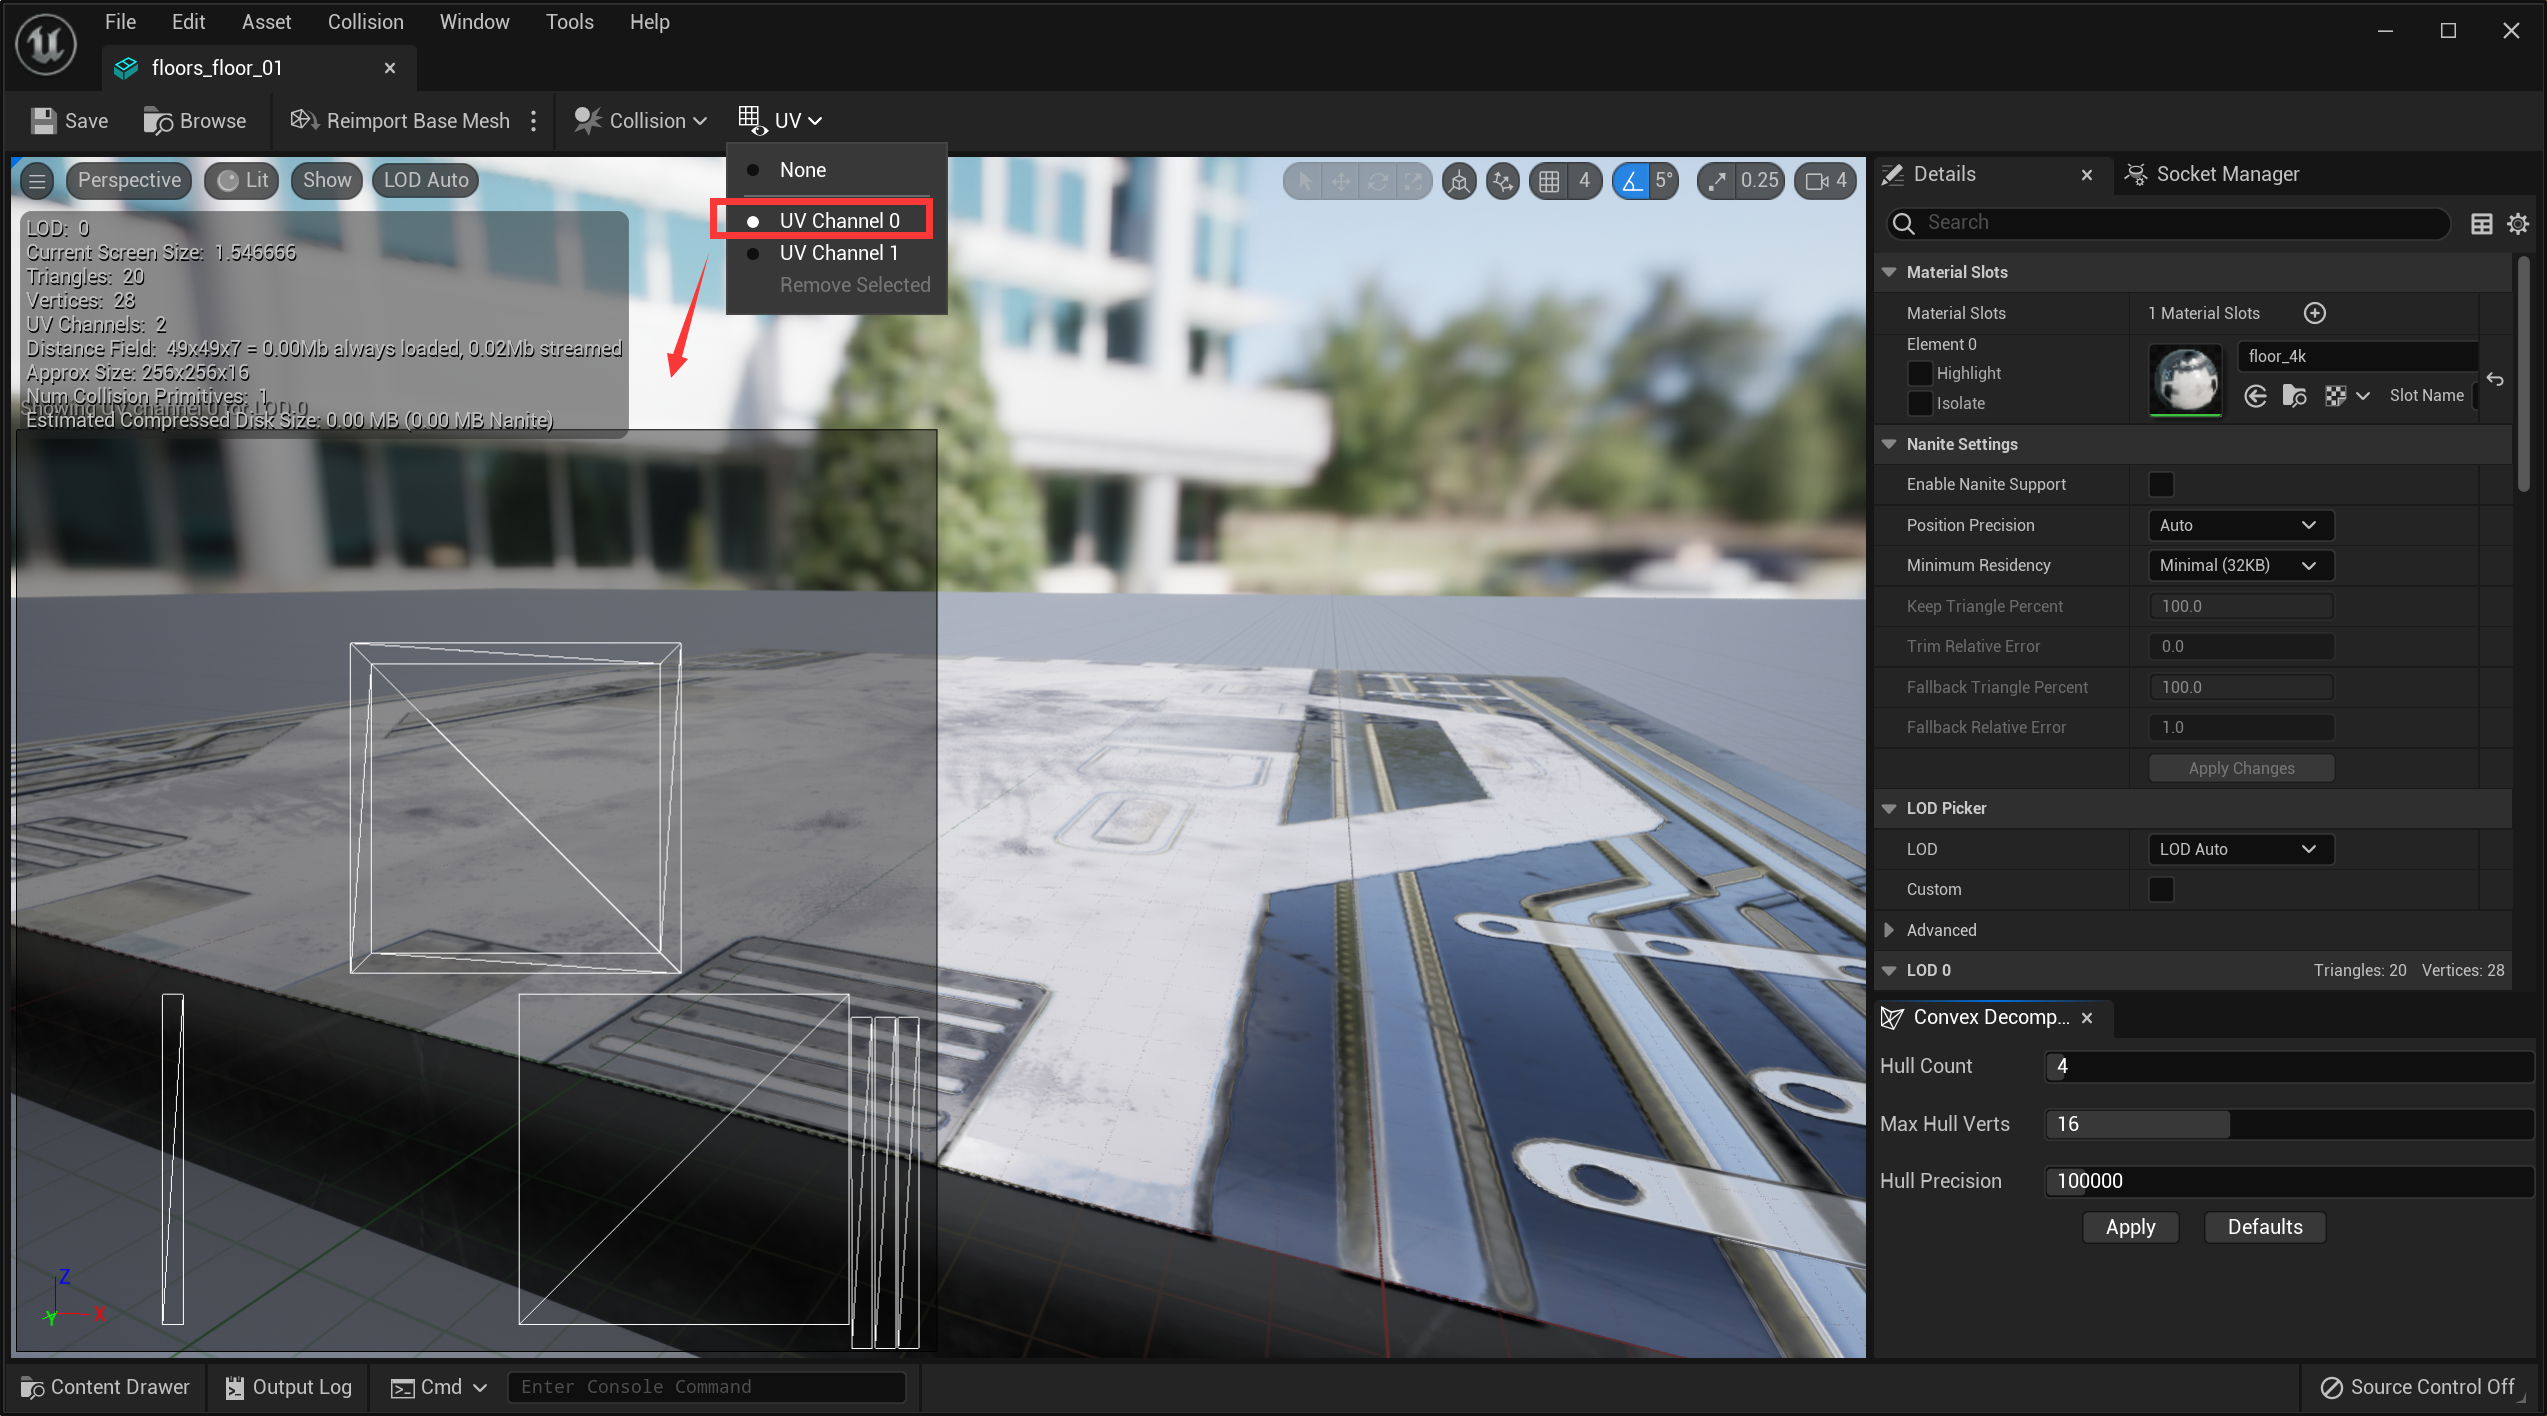 File Edit Asset Collision Window Tools Help
floors_floor_01
Save Browse Reimport Base Mesh Collision UV
None
UV Channel 0
UV Channel 1
Remove Selected
Perspective Lit Show LOD Auto
4 5° 0.25 4
LOD: 0
Current Screen Size: 1.546666
Triangles: 20
Vertices: 28
UV Channels: 2
Distance Field: 49x49x7 = 0.00Mb always loaded, 0.02Mb streamed
Approx Size: 256x256x16
Num Collision Primitives: 1
Showing UV channel 0 for LOD 0
Estimated Compressed Disk Size: 0.00 MB (0.00 MB Nanite)
Z
Y
X
Details Socket Manager
Search
Material Slots
Material Slots 1 Material Slots
Element 0
Highlight
Isolate
floor_4k
Slot Name
Nanite Settings
Enable Nanite Support
Position Precision Auto
Minimum Residency Minimal (32KB)
Keep Triangle Percent 100.0
Trim Relative Error 0.0
Fallback Triangle Percent 100.0
Fallback Relative Error 1.0
Apply Changes
LOD Picker
LOD LOD Auto
Custom
Advanced
LOD 0 Triangles: 20 Vertices: 28
Convex Decomp...
Hull Count 4
Max Hull Verts 16
Hull Precision 100000
Apply Defaults
Content Drawer Output Log Cmd Enter Console Command Source Control Off